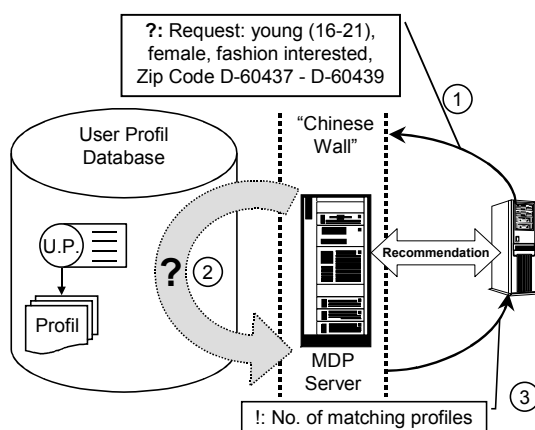 ?: Request: young (16-21),
female, fashion interested,
Zip Code D-60437 - D-60439
1
User Profil
Database
“Chinese
Wall”
U.P.
Profil
?
2
Recommendation
MDP
Server
3
!: No. of matching profiles